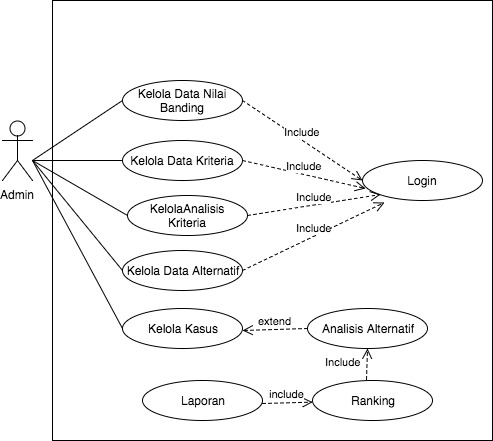 Kelola Data Nilai
Banding
Include
Kelola Data Kriteria
Include
Login
Admin
KelolaAnalisis
Kriteria
Include
Include
Kelola Data Alternatif
Kelola Kasus
extend
Analisis Alternatif
Include
Laporan
include
Ranking